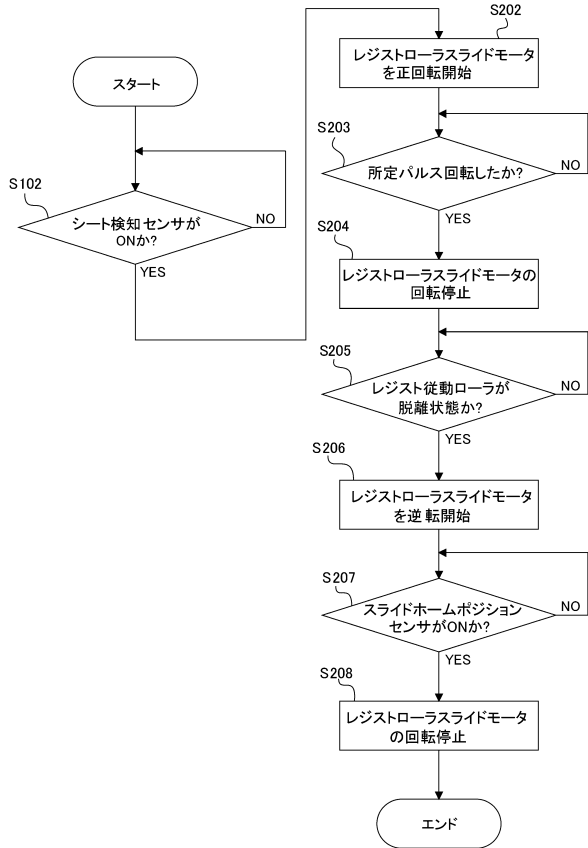 スタート
S102
シート検知センサが
ONか?
NO
YES
S202
レジストローラスライドモータ
を正回転開始
S203
所定パルス回転したか?
NO
YES
S204
レジストローラスライドモータの
回転停止
S205
レジスト従動ローラが
脱離状態か?
NO
YES
S206
レジストローラスライドモータ
を逆転開始
S207
スライドホームポジション
センサがONか?
NO
YES
S208
レジストローラスライドモータ
の回転停止
エンド